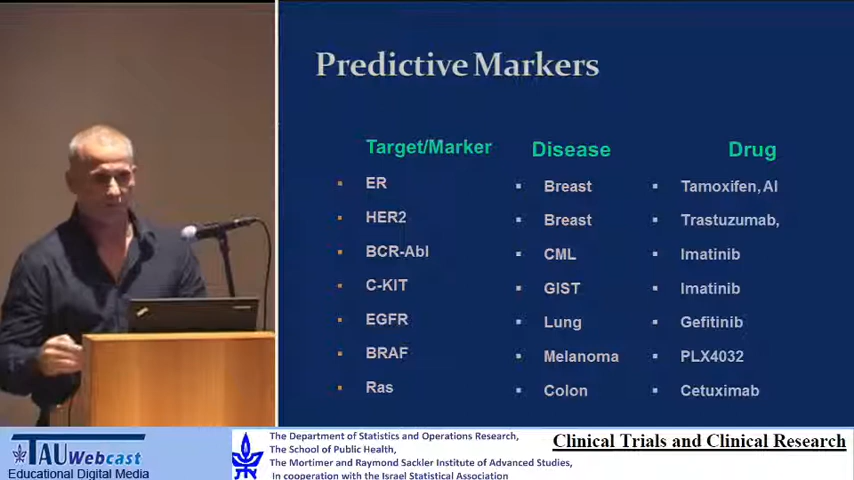 Predictive Markers
Target/Marker Disease Drug
ER Breast Tamoxifen, AI
HER2 Breast Trastuzumab,
BCR-Abl CML Imatinib
C-KIT GIST Imatinib
EGFR Lung Gefitinib
BRAF Melanoma PLX4032
Ras Colon Cetuximab
TAU Webcast
Educational Digital Media
The Department of Statistics and Operations Research,
The School of Public Health,
The Mortimer and Raymond Sackler Institute of Advanced Studies,
In cooperation with the Israel Statistical Association
Clinical Trials and Clinical Research